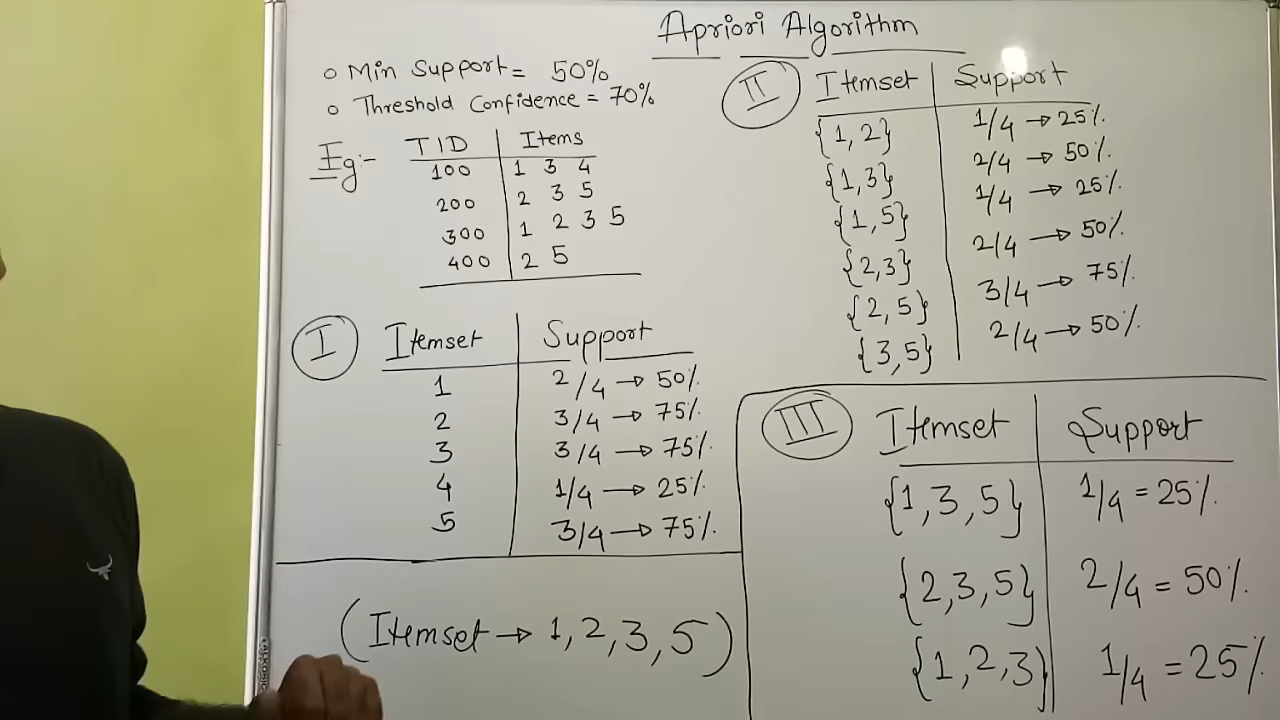 Apriori Algorithm
o Min Support = 50%
o Threshold Confidence = 70%
Eg:-
TID | Items
100 | 1 3 4
200 | 2 3 5
300 | 1 2 3 5
400 | 2 5
I
Itemset | Support
1 | 2/4 → 50%
2 | 3/4 → 75%
3 | 3/4 → 75%
4 | 1/4 → 25%
5 | 3/4 → 75%
(Itemset → 1, 2, 3, 5)
II
Itemset | Support
{1, 2} | 1/4 → 25%
{1, 3} | 2/4 → 50%
{1, 5} | 1/4 → 25%
{2, 3} | 2/4 → 50%
{2, 5} | 3/4 → 75%
{3, 5} | 2/4 → 50%
III
Itemset | Support
{1, 3, 5} | 1/4 = 25%
{2, 3, 5} | 2/4 = 50%
{1, 2, 3} | 1/4 = 25%